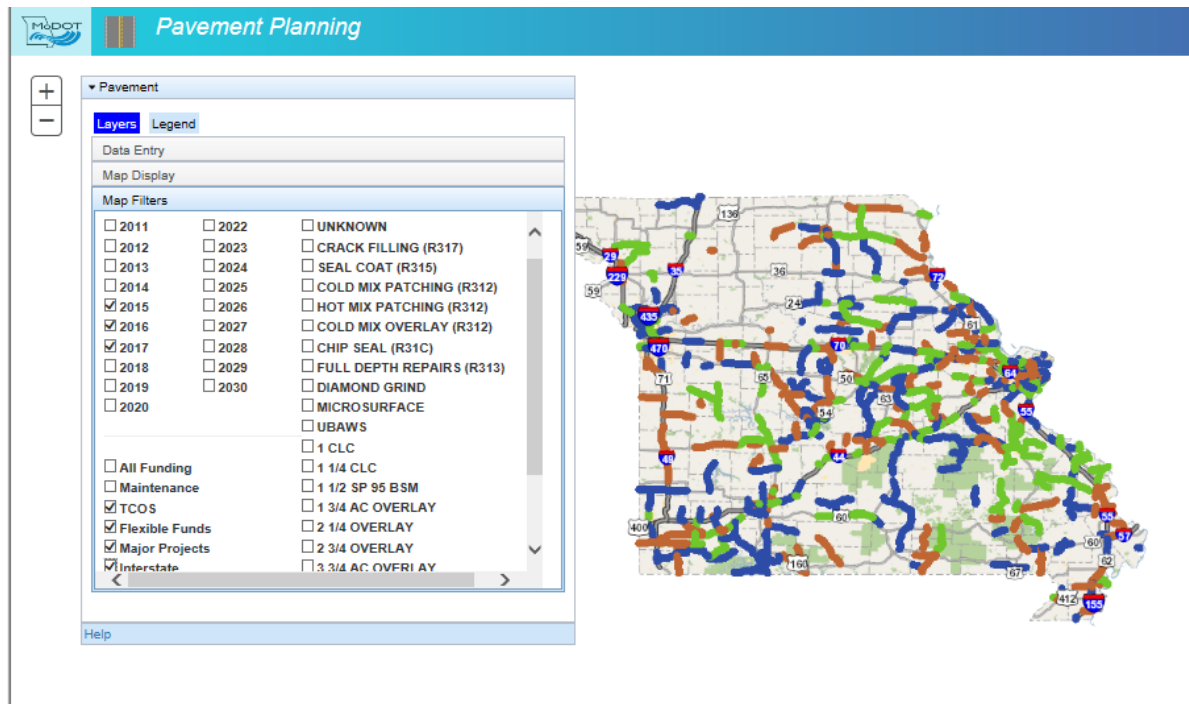 MoDOT
Pavement Planning
+
−
Pavement
Layers Legend
Data Entry
Map Display
Map Filters
2011 2022 UNKNOWN
2012 2023 CRACK FILLING (R317)
2013 2024 SEAL COAT (R315)
2014 2025 COLD MIX PATCHING (R312)
2015 2026 HOT MIX PATCHING (R312)
2016 2027 COLD MIX OVERLAY (R312)
2017 2028 CHIP SEAL (R31C)
2018 2029 FULL DEPTH REPAIRS (R313)
2019 2030 DIAMOND GRIND
2020 MICROSURFACE
UBAWS
1 CLC
All Funding 1 1/4 CLC
Maintenance 1 1/2 SP 95 BSM
TCOS 1 3/4 AC OVERLAY
Flexible Funds 2 1/4 OVERLAY
Major Projects 2 3/4 OVERLAY
Interstate 3 3/4 AC OVERLAY
Help
136
59
29
35
36
229
72
59
24
435
61
70
470
64
71
65
50
63
54
55
49
44
400
60
55
57
60
160
67
62
412
155